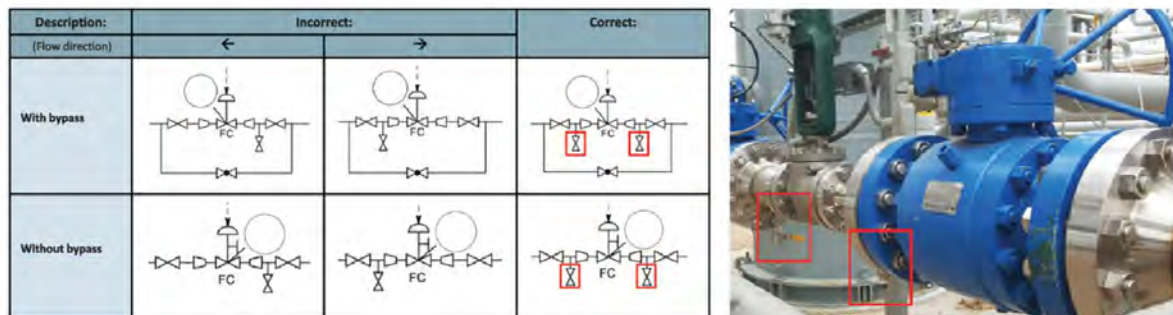 Description:
Incorrect:
Correct:
(Flow direction)
←
→
With bypass
FC
FC
FC
Without bypass
FC
FC
FC